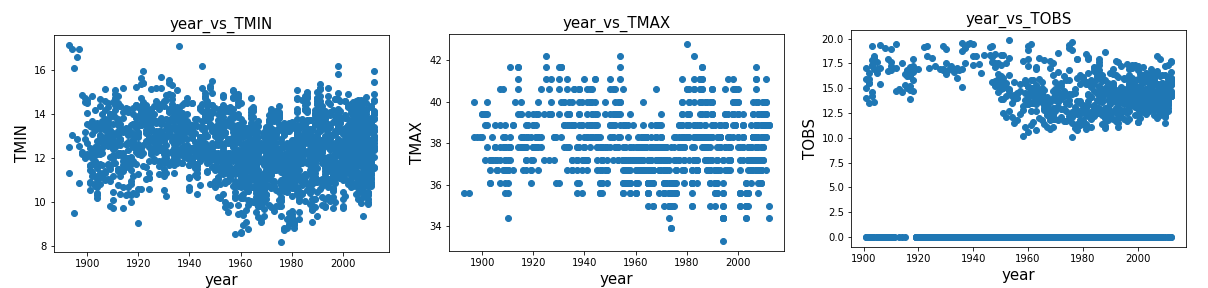 year_vs_TMIN
TMIN
16
14
12
10
8
1900 1920 1940 1960 1980 2000
year
year_vs_TMAX
TMAX
42
40
38
36
34
1900 1920 1940 1960 1980 2000
year
year_vs_TOBS
TOBS
20.0
17.5
15.0
12.5
10.0
7.5
5.0
2.5
0.0
1900 1920 1940 1960 1980 2000
year